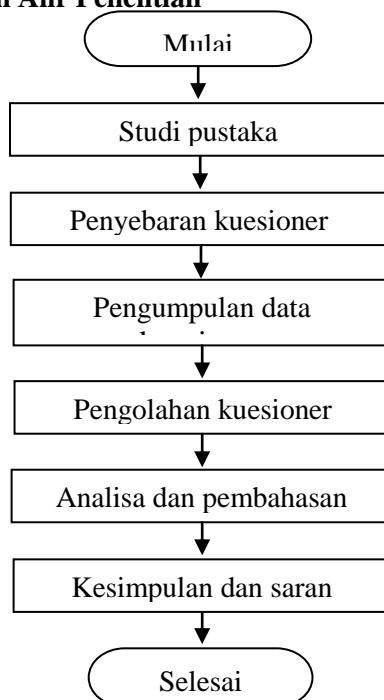 Alir Penelitian
Mulai
Studi pustaka
Penyebaran kuesioner
Pengumpulan data
Pengolahan kuesioner
Analisa dan pembahasan
Kesimpulan dan saran
Selesai